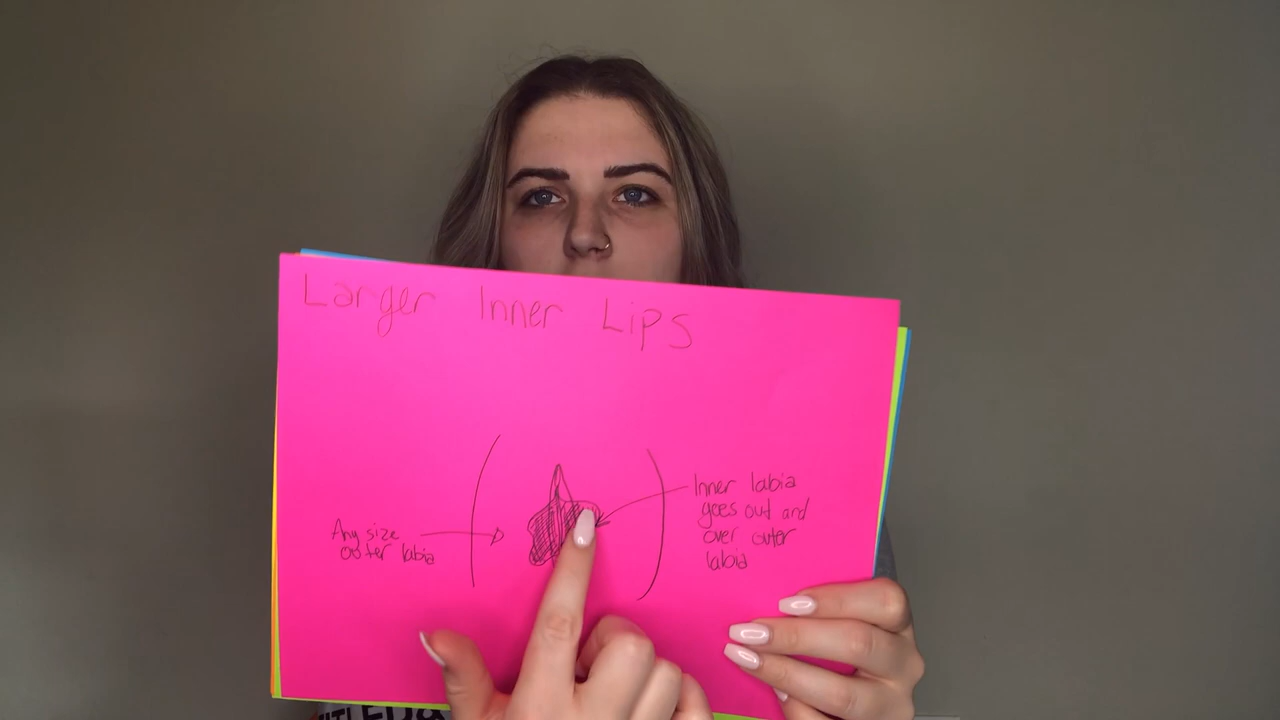 Larger Inner Lips
Any size
outer labia
Inner labia
goes out and
over outer
labia